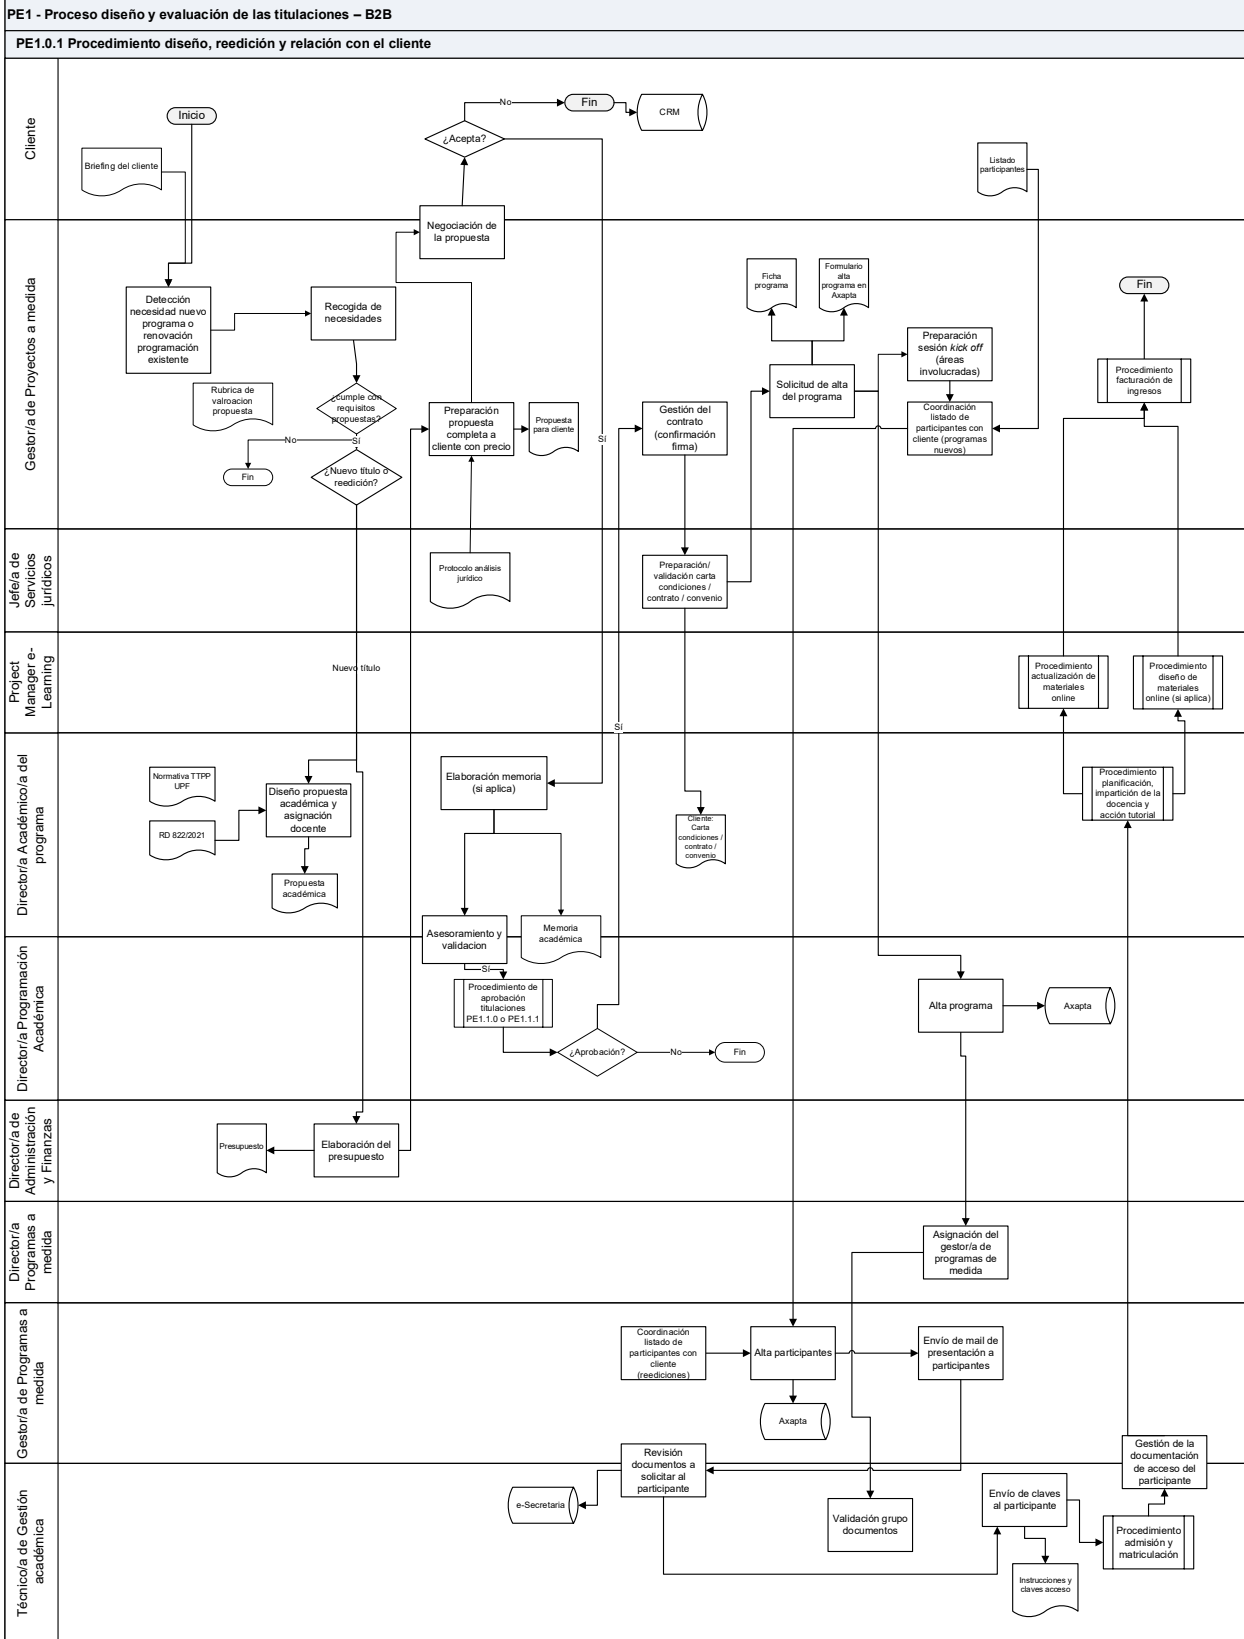 PE1 - Proceso diseño y evaluación de las titulaciones – B2B
PE1.0.1 Procedimiento diseño, reedición y relación con el cliente
Cliente
Inicio
Briefing del cliente
¿Acepta?
No
Fin
CRM
Listado
participantes
Gestor/a de Proyectos a medida
Negociación de
la propuesta
Detección
necesidad nuevo
programa o
renovación
programación
existente
Recogida de
necesidades
Rubrica de
valroacion
propuesta
¿cumple con
requisitos
propuestas?
No
Sí
Fin
¿Nuevo título o
reedición?
Preparación
propuesta
completa a
cliente con precio
Propuesta
para cliente
Sí
Gestión del
contrato
(confirmación
firma)
Ficha
programa
Formulario
alta
programa en
Axapta
Solicitud de alta
del programa
Preparación
sesión kick off
(áreas
involucradas)
Coordinación
listado de
participantes con
cliente (programas
nuevos)
Fin
Procedimiento
facturación de
ingresos
Jefe/a de
Servicios
jurídicos
Protocolo análisis
jurídico
Preparación/
validación carta
condiciones /
contrato / convenio
Project
Manager e-
Learning
Nuevo título
Sí
Procedimiento
actualización de
materiales
online
Procedimiento
diseño de
materiales
online (si aplica)
Director/a Académico/a del
programa
Normativa TTPP
UPF
RD 822/2021
Diseño propuesta
académica y
asignación
docente
Propuesta
académica
Elaboración memoria
(si aplica)
Cliente:
Carta
condiciones /
contrato /
convenio
Procedimiento
planificación,
impartición de la
docencia y
acción tutorial
Asesoramiento y
validacion
Memoria
académica
Director/a Programación
Académica
Sí
Procedimiento de
aprobación
titulaciones
PE1.1.0 o PE1.1.1
¿Aprobación?
No
Fin
Alta programa
Axapta
Director/a de
Administración
y Finanzas
Presupuesto
Elaboración del
presupuesto
Director/a
Programas a
medida
Asignación del
gestor/a de
programas de
medida
Gestor/a de Programas a
medida
Coordinación
listado de
participantes con
cliente
(reediciones)
Alta participantes
Envío de mail de
presentación a
participantes
Axapta
Revisión
documentos a
solicitar al
participante
Gestión de la
documentación
de acceso del
participante
Técnico/a de Gestión
académica
e-Secretaria
Validación grupo
documentos
Envío de claves
al participante
Procedimiento
admisión y
matriculación
Instrucciones y
claves acceso